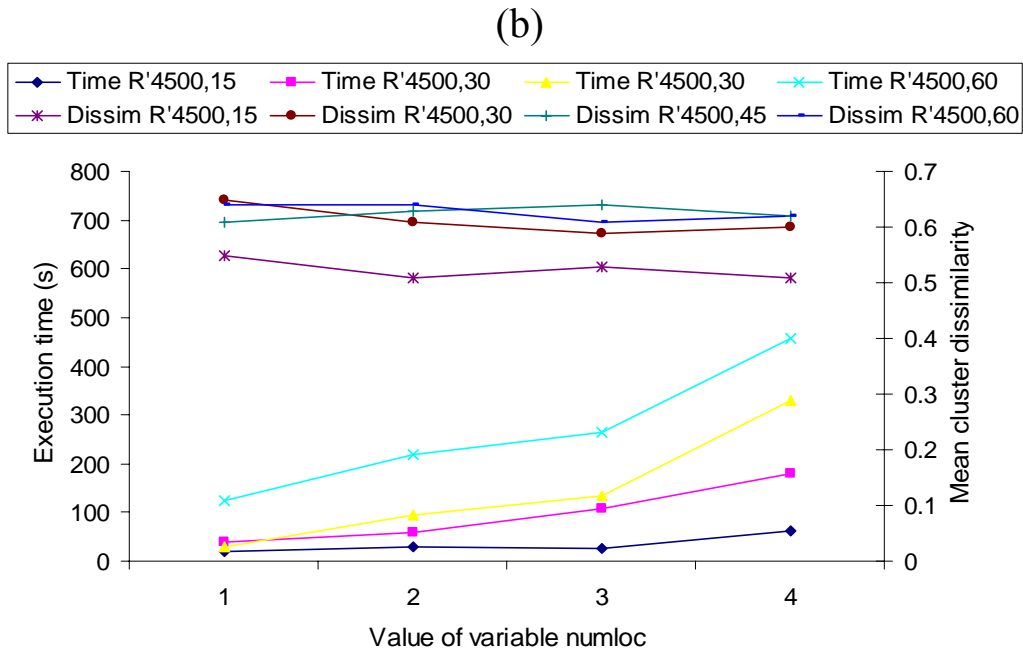 (b)
Time R'4500,15 Time R'4500,30 Time R'4500,30 Time R'4500,60
Dissim R'4500,15 Dissim R'4500,30 Dissim R'4500,45 Dissim R'4500,60
Execution time (s)
800
700
600
500
400
300
200
100
0
0.7
0.6
0.5
0.4
0.3
0.2
0.1
0
Mean cluster dissimilarity
1 2 3 4
Value of variable numloc